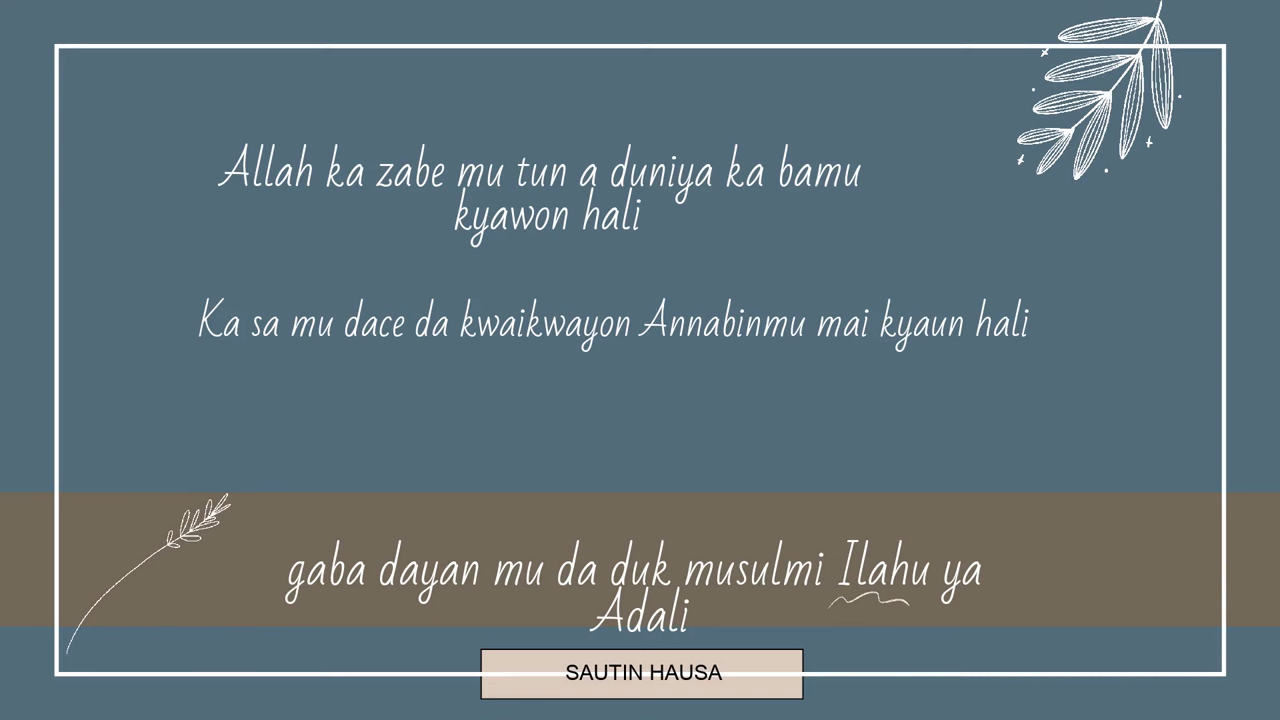 Allah ka zabe mu tun a duniya ka bamu
kyawon hali
Ka sa mu dace da kwaikwayon Annabinmu mai kyaun hali
gaba dayan mu da duk musulmi Ilahu ya
Adali
SAUTIN HAUSA